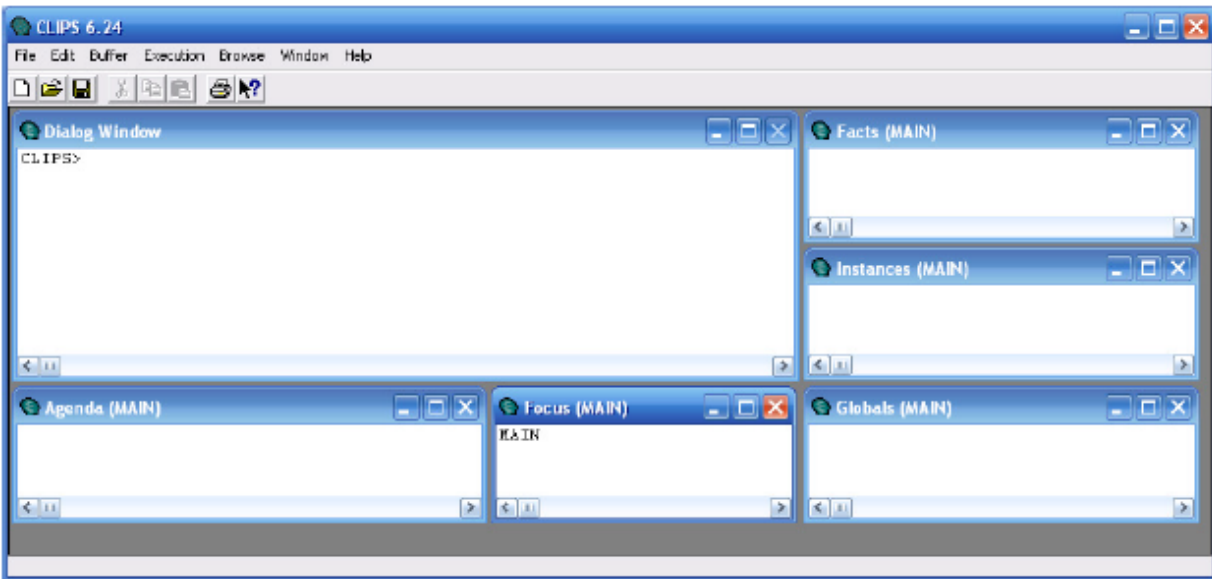 CLIPS 6.24
File Edit Buffer Execution Browse Window Help
Dialog Window
CLIPS>
Facts (MAIN)
Instances (MAIN)
Agenda (MAIN)
Focus (MAIN)
MAIN
Globals (MAIN)